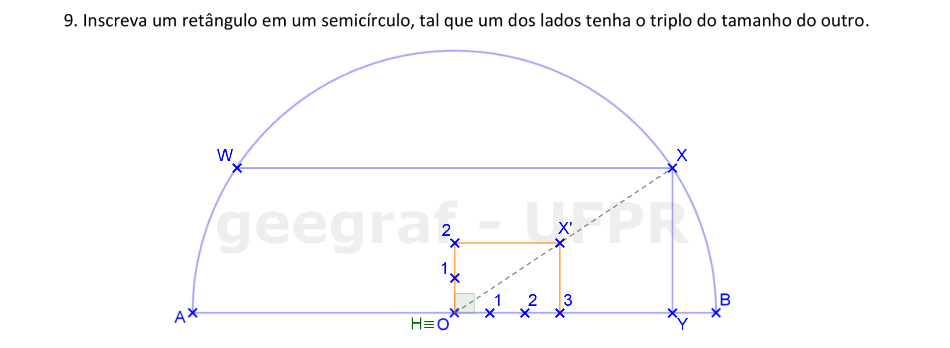 9. Inscreva um retângulo em um semicírculo, tal que um dos lados tenha o triplo do tamanho do outro.
W
X
geegraf - UFPR
2
X'
1
1
2
3
B
A
H≡O
Y